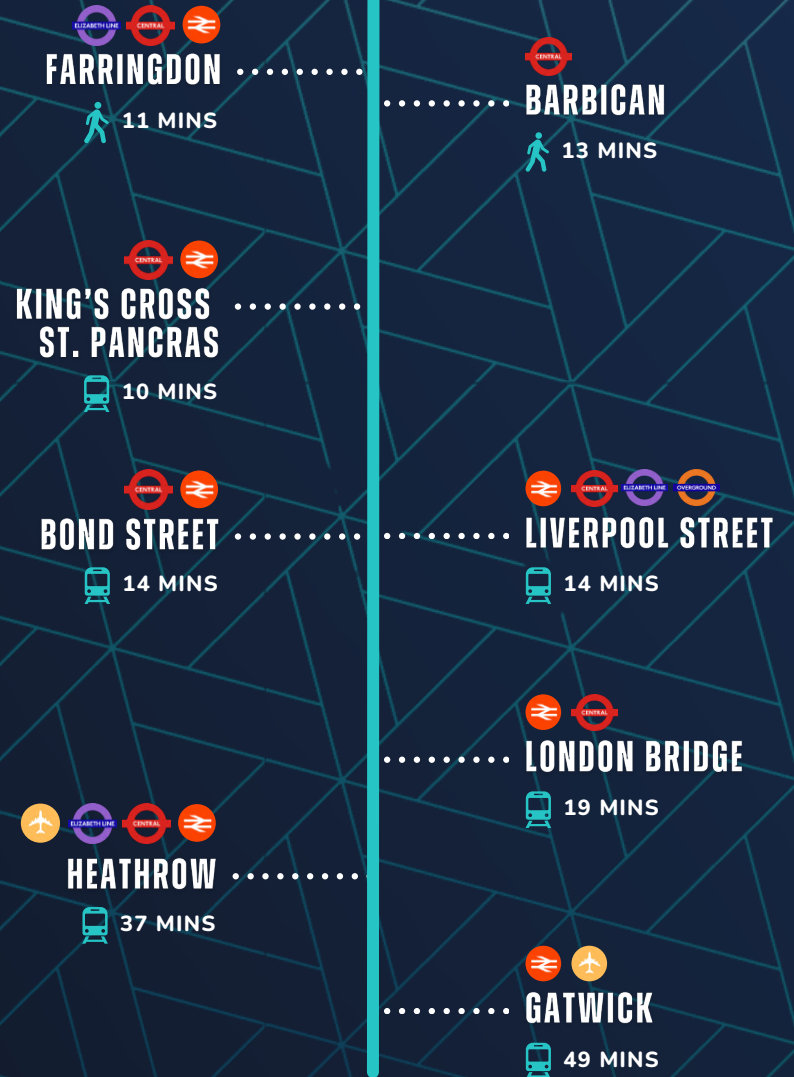 ELIZABETH LINE
CENTRAL
FARRINGDON
11 MINS
CENTRAL
BARBICAN
13 MINS
CENTRAL
KING'S CROSS
ST. PANCRAS
10 MINS
CENTRAL
BOND STREET
14 MINS
CENTRAL
ELIZABETH LINE
OVERGROUND
LIVERPOOL STREET
14 MINS
CENTRAL
LONDON BRIDGE
19 MINS
ELIZABETH LINE
CENTRAL
HEATHROW
37 MINS
GATWICK
49 MINS